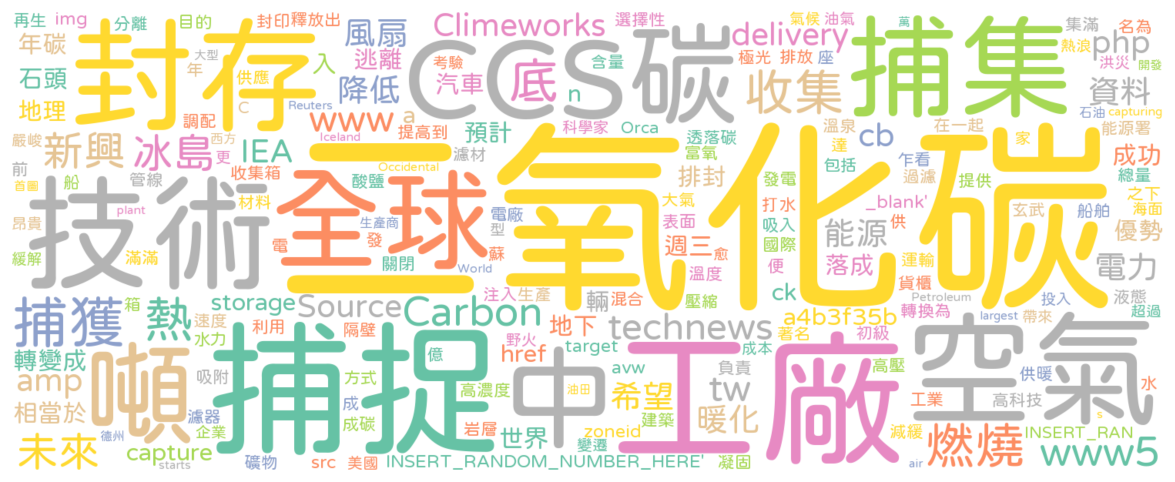 再生 img 分離 目的 封印 釋放出 Climeworks 選擇性 氣候 油氣 萬 集滿 名為
年碳 大型 封存 風扇 逃離 考驗 CCS 碳 delivery 極光 排放 座 捕集 熱浪 php 洪災 開發
石頭 年 供應 入 降低 汽車 底 含量 n 收集 資料
地理 C Reuters www a 石油 capturing
嚴峻 調配 西方 Iceland 提高到 預計 科學家 Orca 透落碳 溫泉 在一起 家 能源署
新興 冰島 更 IEA 濾材 富氧 達 cb 乍看 成功
前 船 管線 收集箱 Occidental 酸鹽 排封 大氣 包括 過濾 提供 總量
首圖 材料 全球 二氧化碳 發電 _blank' 之下
昂貴 技術 plant 生產商 電廠 型 表面 打水 供 玄武 船舶 海面
緩解 滿滿 電 發 關閉 蘇 週三 愈 吸入 國際 能源 優勢
World 溫度 便 落成 運輸 電力
捕獲 箱 熱 storage Source Carbon 注入 生產 輛 混合 壓縮 ck 貨櫃 Petroleum 投入 液態
速度 利用 隔壁 地下 technews a4b3f35b 轉換為 largest 帶來 超過
轉變成 水力 野火 href target 成本 著名 初級 空氣
amp 噸 吸附 捕捉 億 方式 中 油田 avw 負責 工廠 高壓 供暖 水
相當於 濾器 成 高濃度 希望 tw 建築 暖化 工業 高科技
未來 德州 企業 成碳 岩層 世界 zoneid 變遷 減緩 燃燒 s INSERT_RAN
capture starts 礦物 src 美國 INSERT_RANDOM_NUMBER_HERE' 凝固 air www5